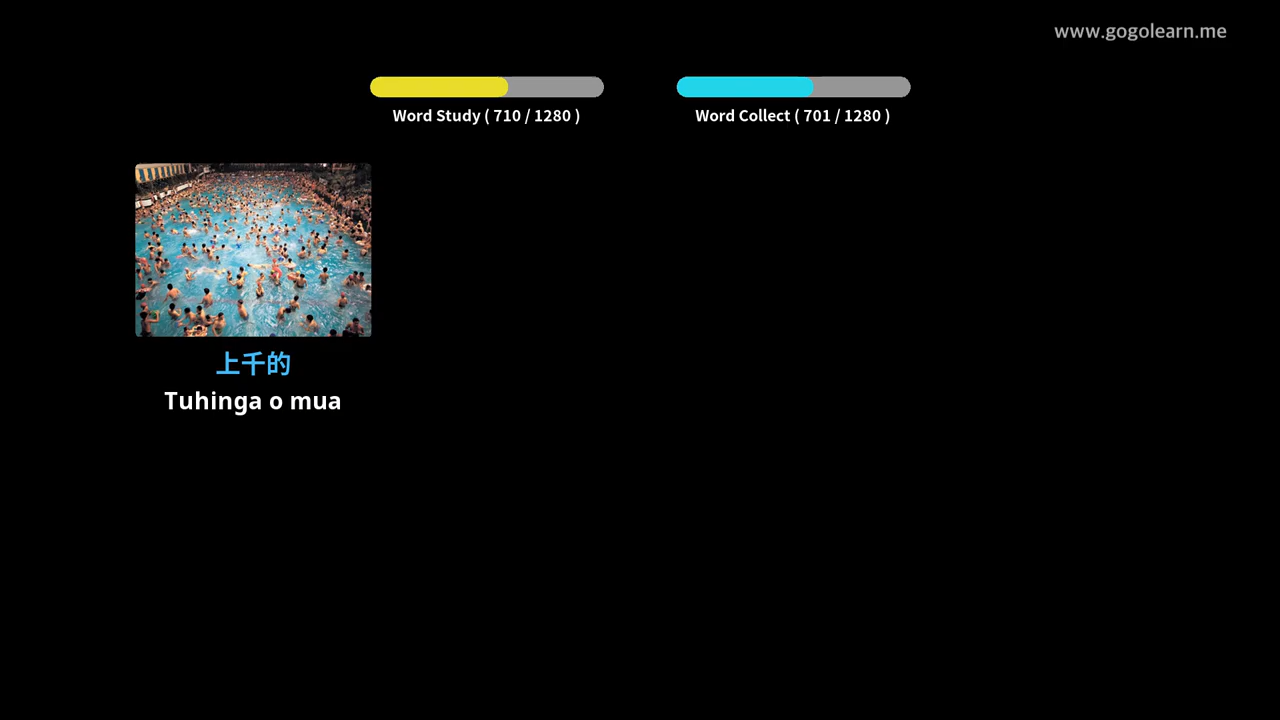 www.gogolearn.me
Word Study ( 710 / 1280 )
Word Collect ( 701 / 1280 )
上千的
Tuhinga o mua